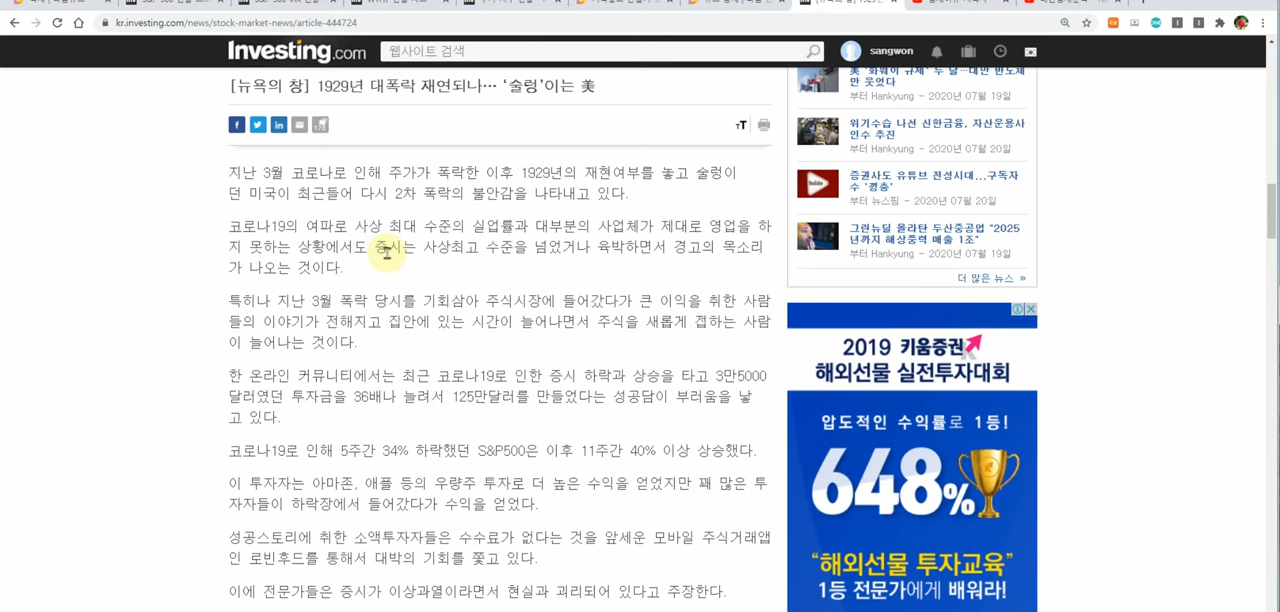 kr.investing.com/news/stock-market-news/article-444724
Investing.com
웹사이트 검색
sangwon
[뉴욕의 창] 1929년 대폭락 재연되나… ‘술렁’이는 美
지난 3월 코로나로 인해 주가가 폭락한 이후 1929년의 재현여부를 놓고 술렁이
던 미국이 최근들어 다시 2차 폭락의 불안감을 나타내고 있다.
코로나19의 여파로 사상 최대 수준의 실업률과 대부분의 사업체가 제대로 영업을 하
지 못하는 상황에서도 증시는 사상최고 수준을 넘었거나 육박하면서 경고의 목소리
가 나오는 것이다.
특히나 지난 3월 폭락 당시를 기회삼아 주식시장에 들어갔다가 큰 이익을 취한 사람
들의 이야기가 전해지고 집안에 있는 시간이 늘어나면서 주식을 새롭게 접하는 사람
이 늘어나는 것이다.
한 온라인 커뮤니티에서는 최근 코로나19로 인한 증시 하락과 상승을 타고 3만5000
달러였던 투자금을 36배나 늘려서 125만달러를 만들었다는 성공담이 부러움을 낳
고 있다.
코로나19로 인해 5주간 34% 하락했던 S&P500은 이후 11주간 40% 이상 상승했다.
이 투자자는 아마존, 애플 등의 우량주 투자로 더 높은 수익을 얻었지만 꽤 많은 투
자자들이 하락장에서 들어갔다가 수익을 얻었다.
성공스토리에 취한 소액투자자들은 수수료가 없다는 것을 앞세운 모바일 주식거래앱
인 로빈후드를 통해서 대박의 기회를 쫓고 있다.
이에 전문가들은 증시가 이상과열이라면서 현실과 괴리되어 있다고 주장한다.
美 '화웨이 규제' 두 달…대만 반도체
만 웃었다
부터 Hankyung - 2020년 07월 19일
위기수습 나선 신한금융, 자산운용사
인수 추진
부터 Hankyung - 2020년 07월 20일
증권사도 유튜브 전성시대…구독자
수 '껑충'
부터 뉴스핌 - 2020년 07월 20일
그린뉴딜 올라탄 두산중공업 "2025
년까지 해상풍력 매출 1조"
부터 Hankyung - 2020년 07월 19일
더 많은 뉴스 »
2019 키움증권
해외선물 실전투자대회
압도적인 수익률로 1등!
648%
“해외선물 투자교육”
1등 전문가에게 배워라!